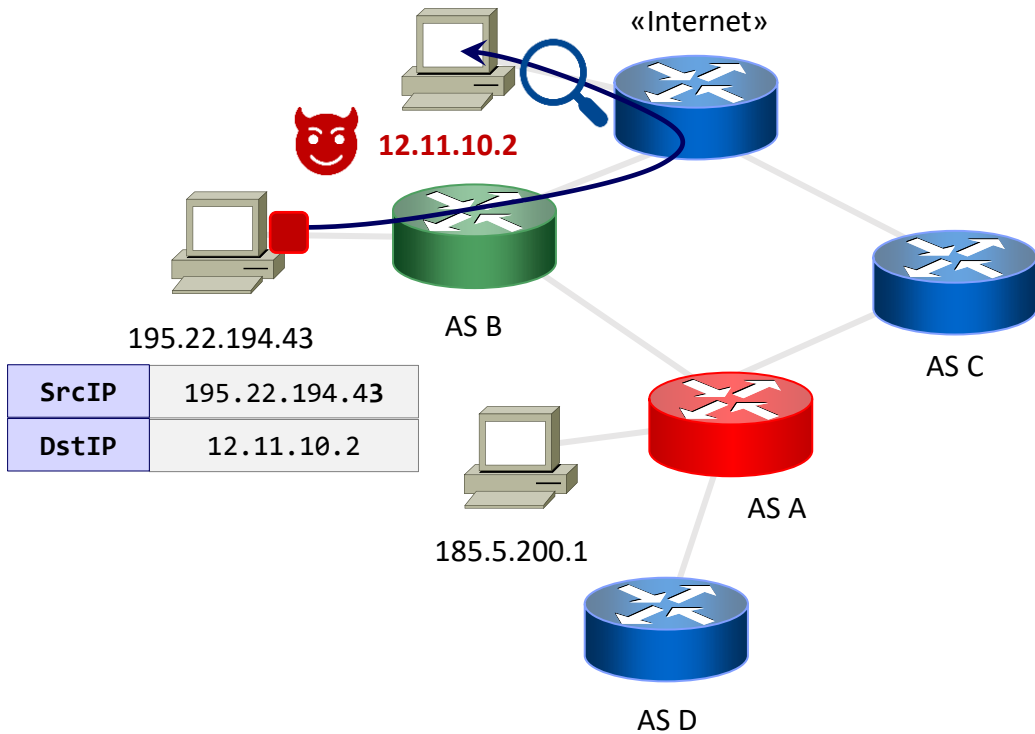 «Internet»
12.11.10.2
195.22.194.43
AS B
AS C
SrcIP 195.22.194.43
DstIP 12.11.10.2
AS A
185.5.200.1
AS D